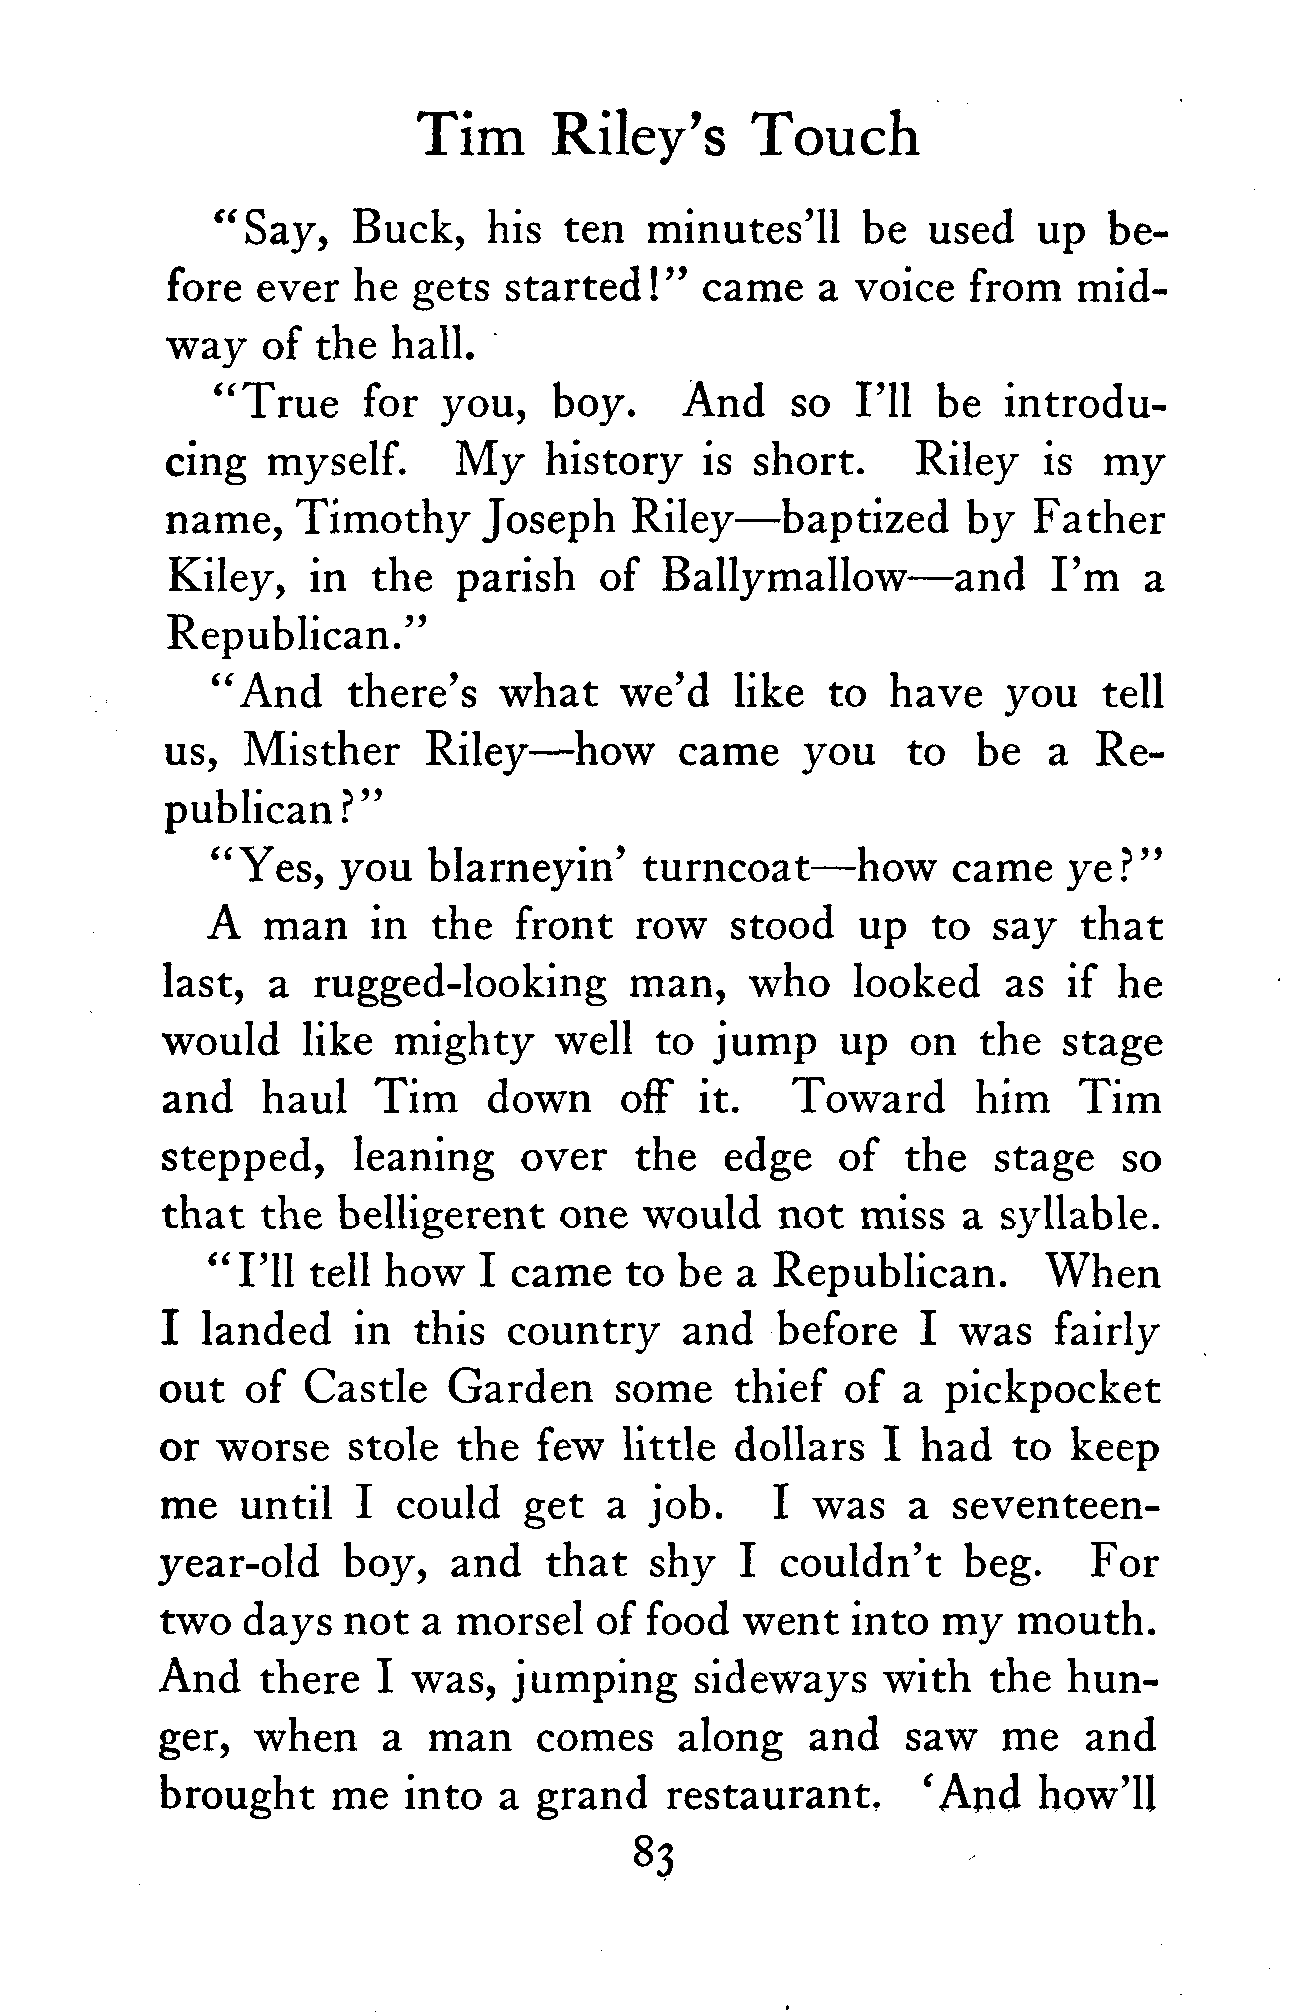 Tim Riley's Touch
"Say, Buck, his ten minutes'll be used up be-
fore ever he gets started!" came a voice from mid-
way of the hall.
"True for you, boy. And so I'll be introdu-
cing myself. My history is short. Riley is my
name, Timothy Joseph Riley—baptized by Father
Kiley, in the parish of Ballymallow—and I'm a
Republican."
"And there's what we'd like to have you tell
us, Misther Riley—how came you to be a Re-
publican?"
"Yes, you blarneyin' turncoat—how came ye?"
A man in the front row stood up to say that
last, a rugged-looking man, who looked as if he
would like mighty well to jump up on the stage
and haul Tim down off it. Toward him Tim
stepped, leaning over the edge of the stage so
that the belligerent one would not miss a syllable.
"I'll tell how I came to be a Republican. When
I landed in this country and before I was fairly
out of Castle Garden some thief of a pickpocket
or worse stole the few little dollars I had to keep
me until I could get a job. I was a seventeen-
year-old boy, and that shy I couldn't beg. For
two days not a morsel of food went into my mouth.
And there I was, jumping sideways with the hun-
ger, when a man comes along and saw me and
brought me into a grand restaurant. 'And how'll
83